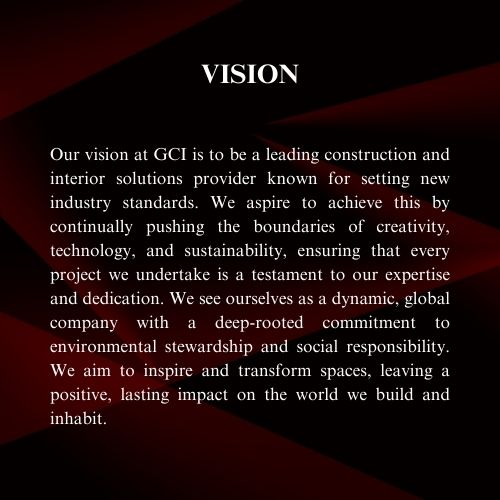 VISION
Our vision at GCI is to be a leading construction and
interior solutions provider known for setting new
industry standards. We aspire to achieve this by
continually pushing the boundaries of creativity,
technology, and sustainability, ensuring that every
project we undertake is a testament to our expertise
and dedication. We see ourselves as a dynamic, global
company with a deep-rooted commitment to
environmental stewardship and social responsibility.
We aim to inspire and transform spaces, leaving a
positive, lasting impact on the world we build and
inhabit.